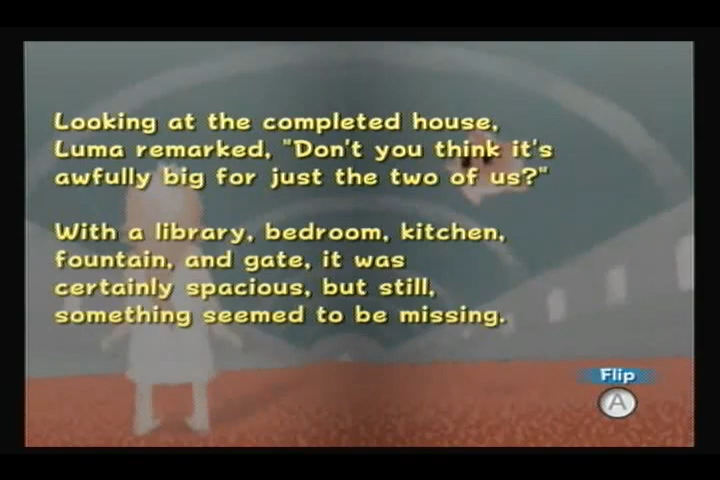 Looking at the completed house,
Luma remarked, "Don't you think it's
awfully big for just the two of us?"
With a library, bedroom, kitchen,
fountain, and gate, it was
certainly spacious, but still,
something seemed to be missing.
Flip
A